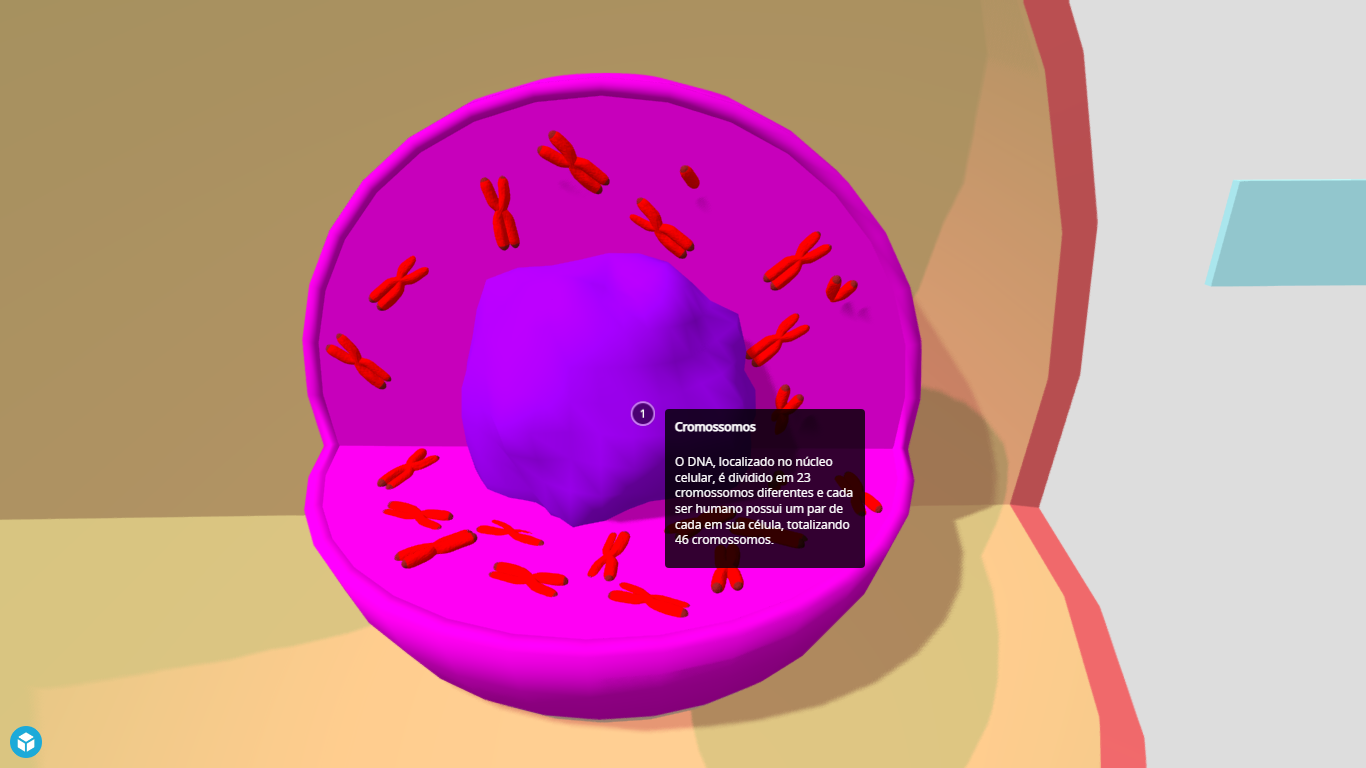 1
Cromossomos
O DNA, localizado no núcleo
celular, é dividido em 23
cromossomos diferentes e cada
ser humano possui um par de
cada em sua célula, totalizando
46 cromossomos.